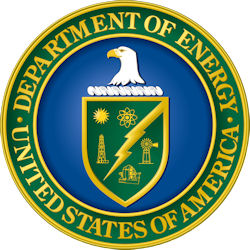 DEPARTMENT OF ENERGY
UNITED STATES OF AMERICA